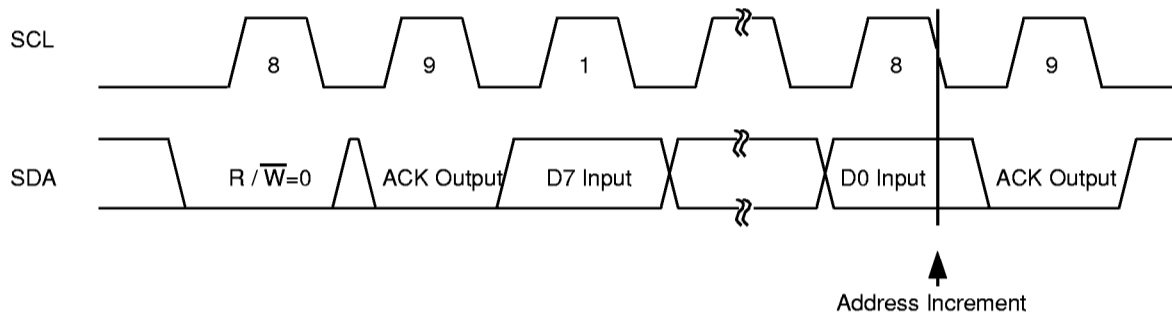 SCL
8
9
1
8
9
SDA
R / W̅=0
ACK Output
D7 Input
D0 Input
ACK Output
Address Increment